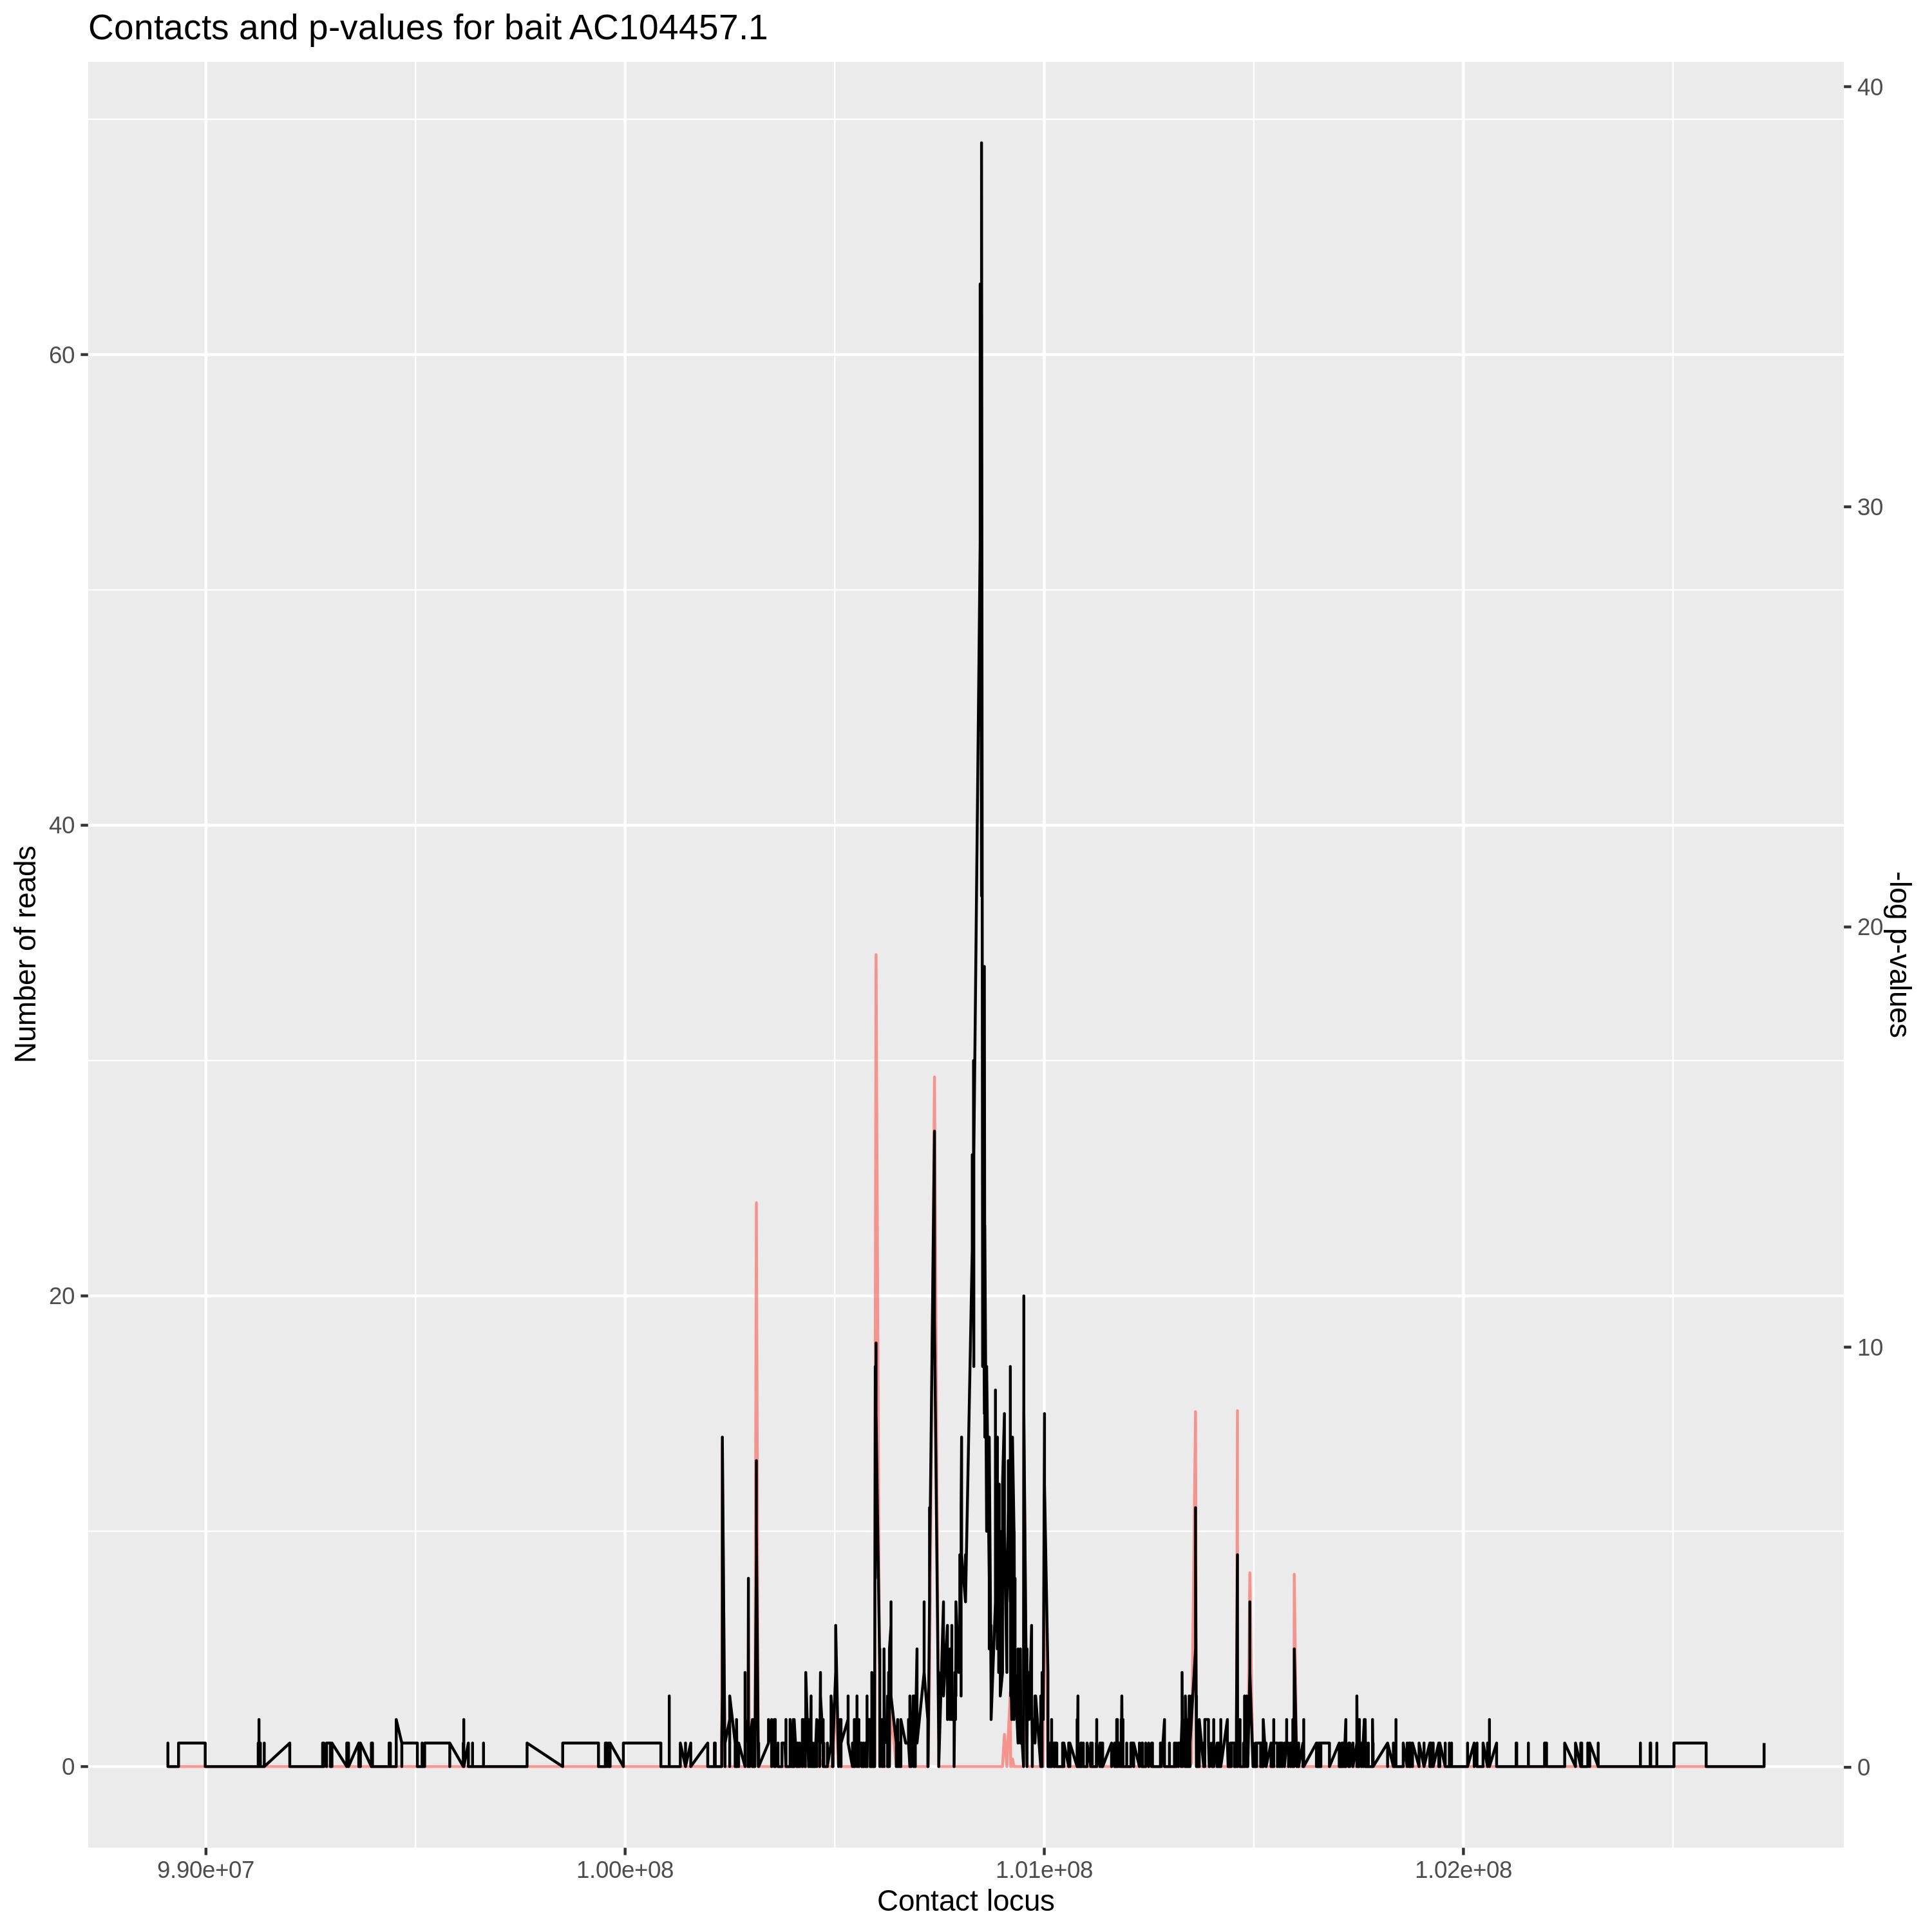 Contacts and p-values for bait AC104457.1
40
60
30
40
Number of reads
20
-log p-values
20
10
0
0
9.90e+07
1.00e+08
1.01e+08
1.02e+08
Contact locus